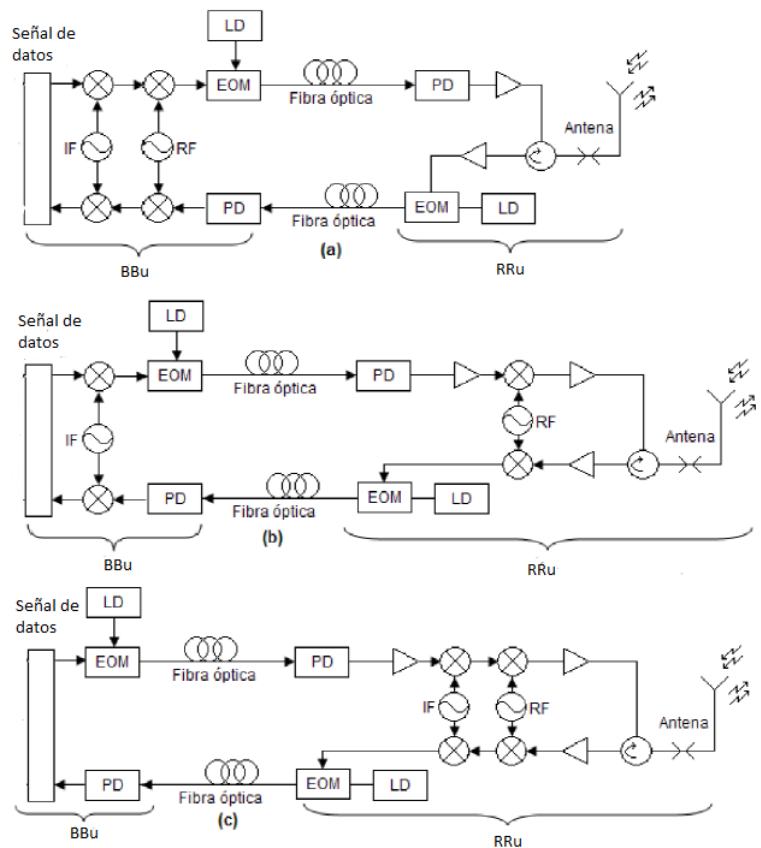 LD
Señal de
datos
EOM
Fibra óptica
PD
Antena
IF
RF
PD
Fibra óptica
EOM
LD
(a)
BBu
RRu
LD
Señal de
datos
EOM
Fibra óptica
PD
RF
IF
Antena
PD
Fibra óptica
EOM
LD
(b)
BBu
RRu
LD
Señal de
datos
EOM
Fibra óptica
PD
IF
RF
Antena
PD
Fibra óptica
EOM
LD
(c)
BBu
RRu